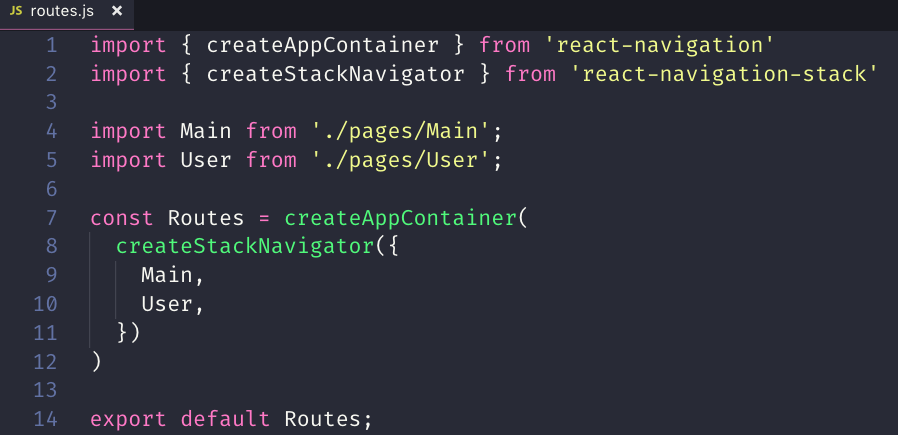 JS routes.js ×
1 import { createAppContainer } from 'react-navigation'
2 import { createStackNavigator } from 'react-navigation-stack'
3
4 import Main from './pages/Main';
5 import User from './pages/User';
6
7 const Routes = createAppContainer(
8   createStackNavigator({
9     Main,
10     User,
11   })
12 )
13
14 export default Routes;